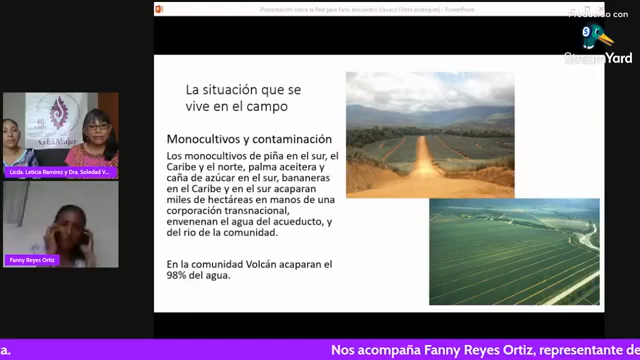 Presentación sobre la Red para Foro encuentro Oaxaca [Vista protegida] - PowerPoint
Producido con
StreamYard
La situación que se
vive en el campo
Monocultivos y contaminación
Los monocultivos de piña en el sur, el
Caribe y el norte, palma aceitera y
caña de azúcar en el sur, bananeras
en el Caribe y en el sur acaparan
miles de hectáreas en manos de una
corporación transnacional,
envenenan el agua del acueducto, y
del rio de la comunidad.
En la comunidad Volcán acaparan el
98% del agua.
GESMujer
Licda. Leticia Ramírez y Dra. Soledad V...
Fanny Reyes Ortiz
ca.
Nos acompaña Fanny Reyes Ortiz, representante de